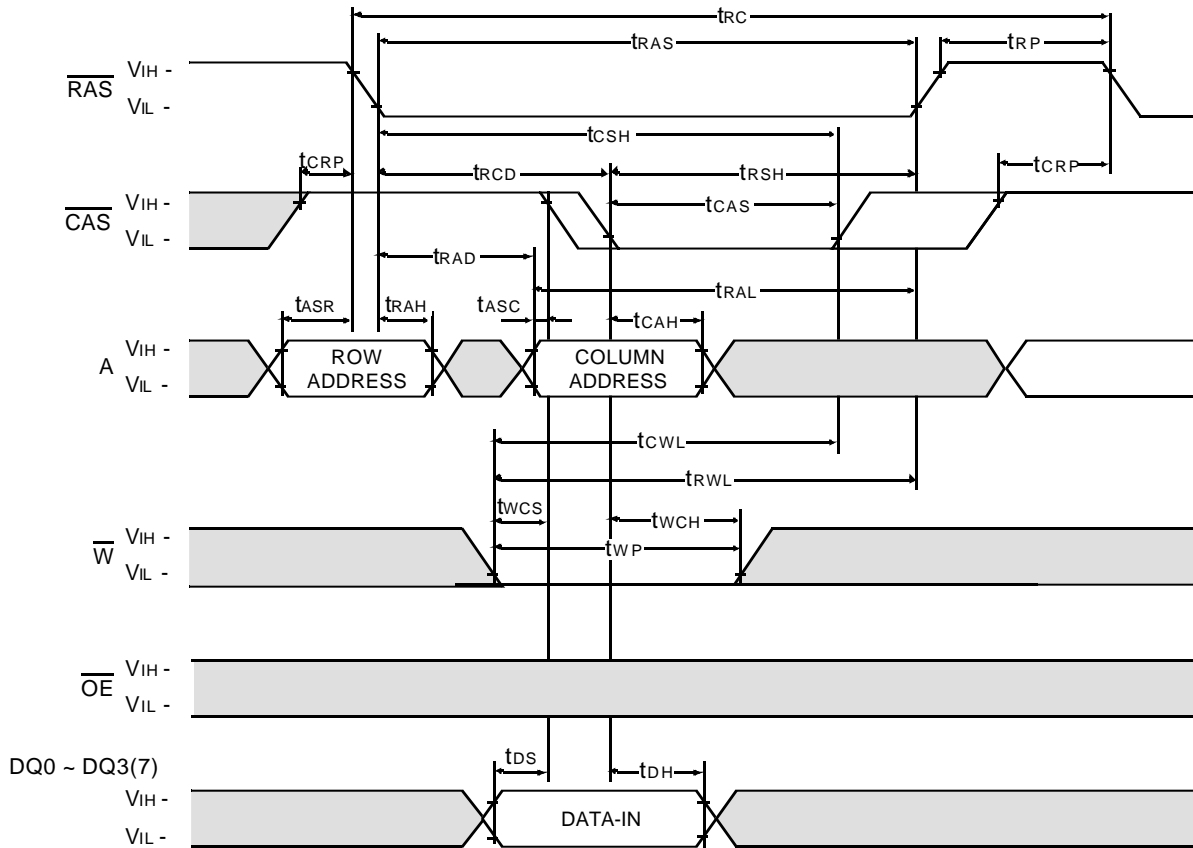 tRC
tRAS
tRP
RAS
VIH -
VIL -
tCSH
tCRP
tRCD
tRSH
tCRP
CAS
VIH -
VIL -
tCAS
tRAD
tRAL
tASR
tRAH
tASC
tCAH
A
VIH -
VIL -
ROW
ADDRESS
COLUMN
ADDRESS
tCWL
tRWL
tWCS
tWCH
W
VIH -
VIL -
tWP
OE
VIH -
VIL -
tDS
tDH
DQ0 ~ DQ3(7)
VIH -
VIL -
DATA-IN